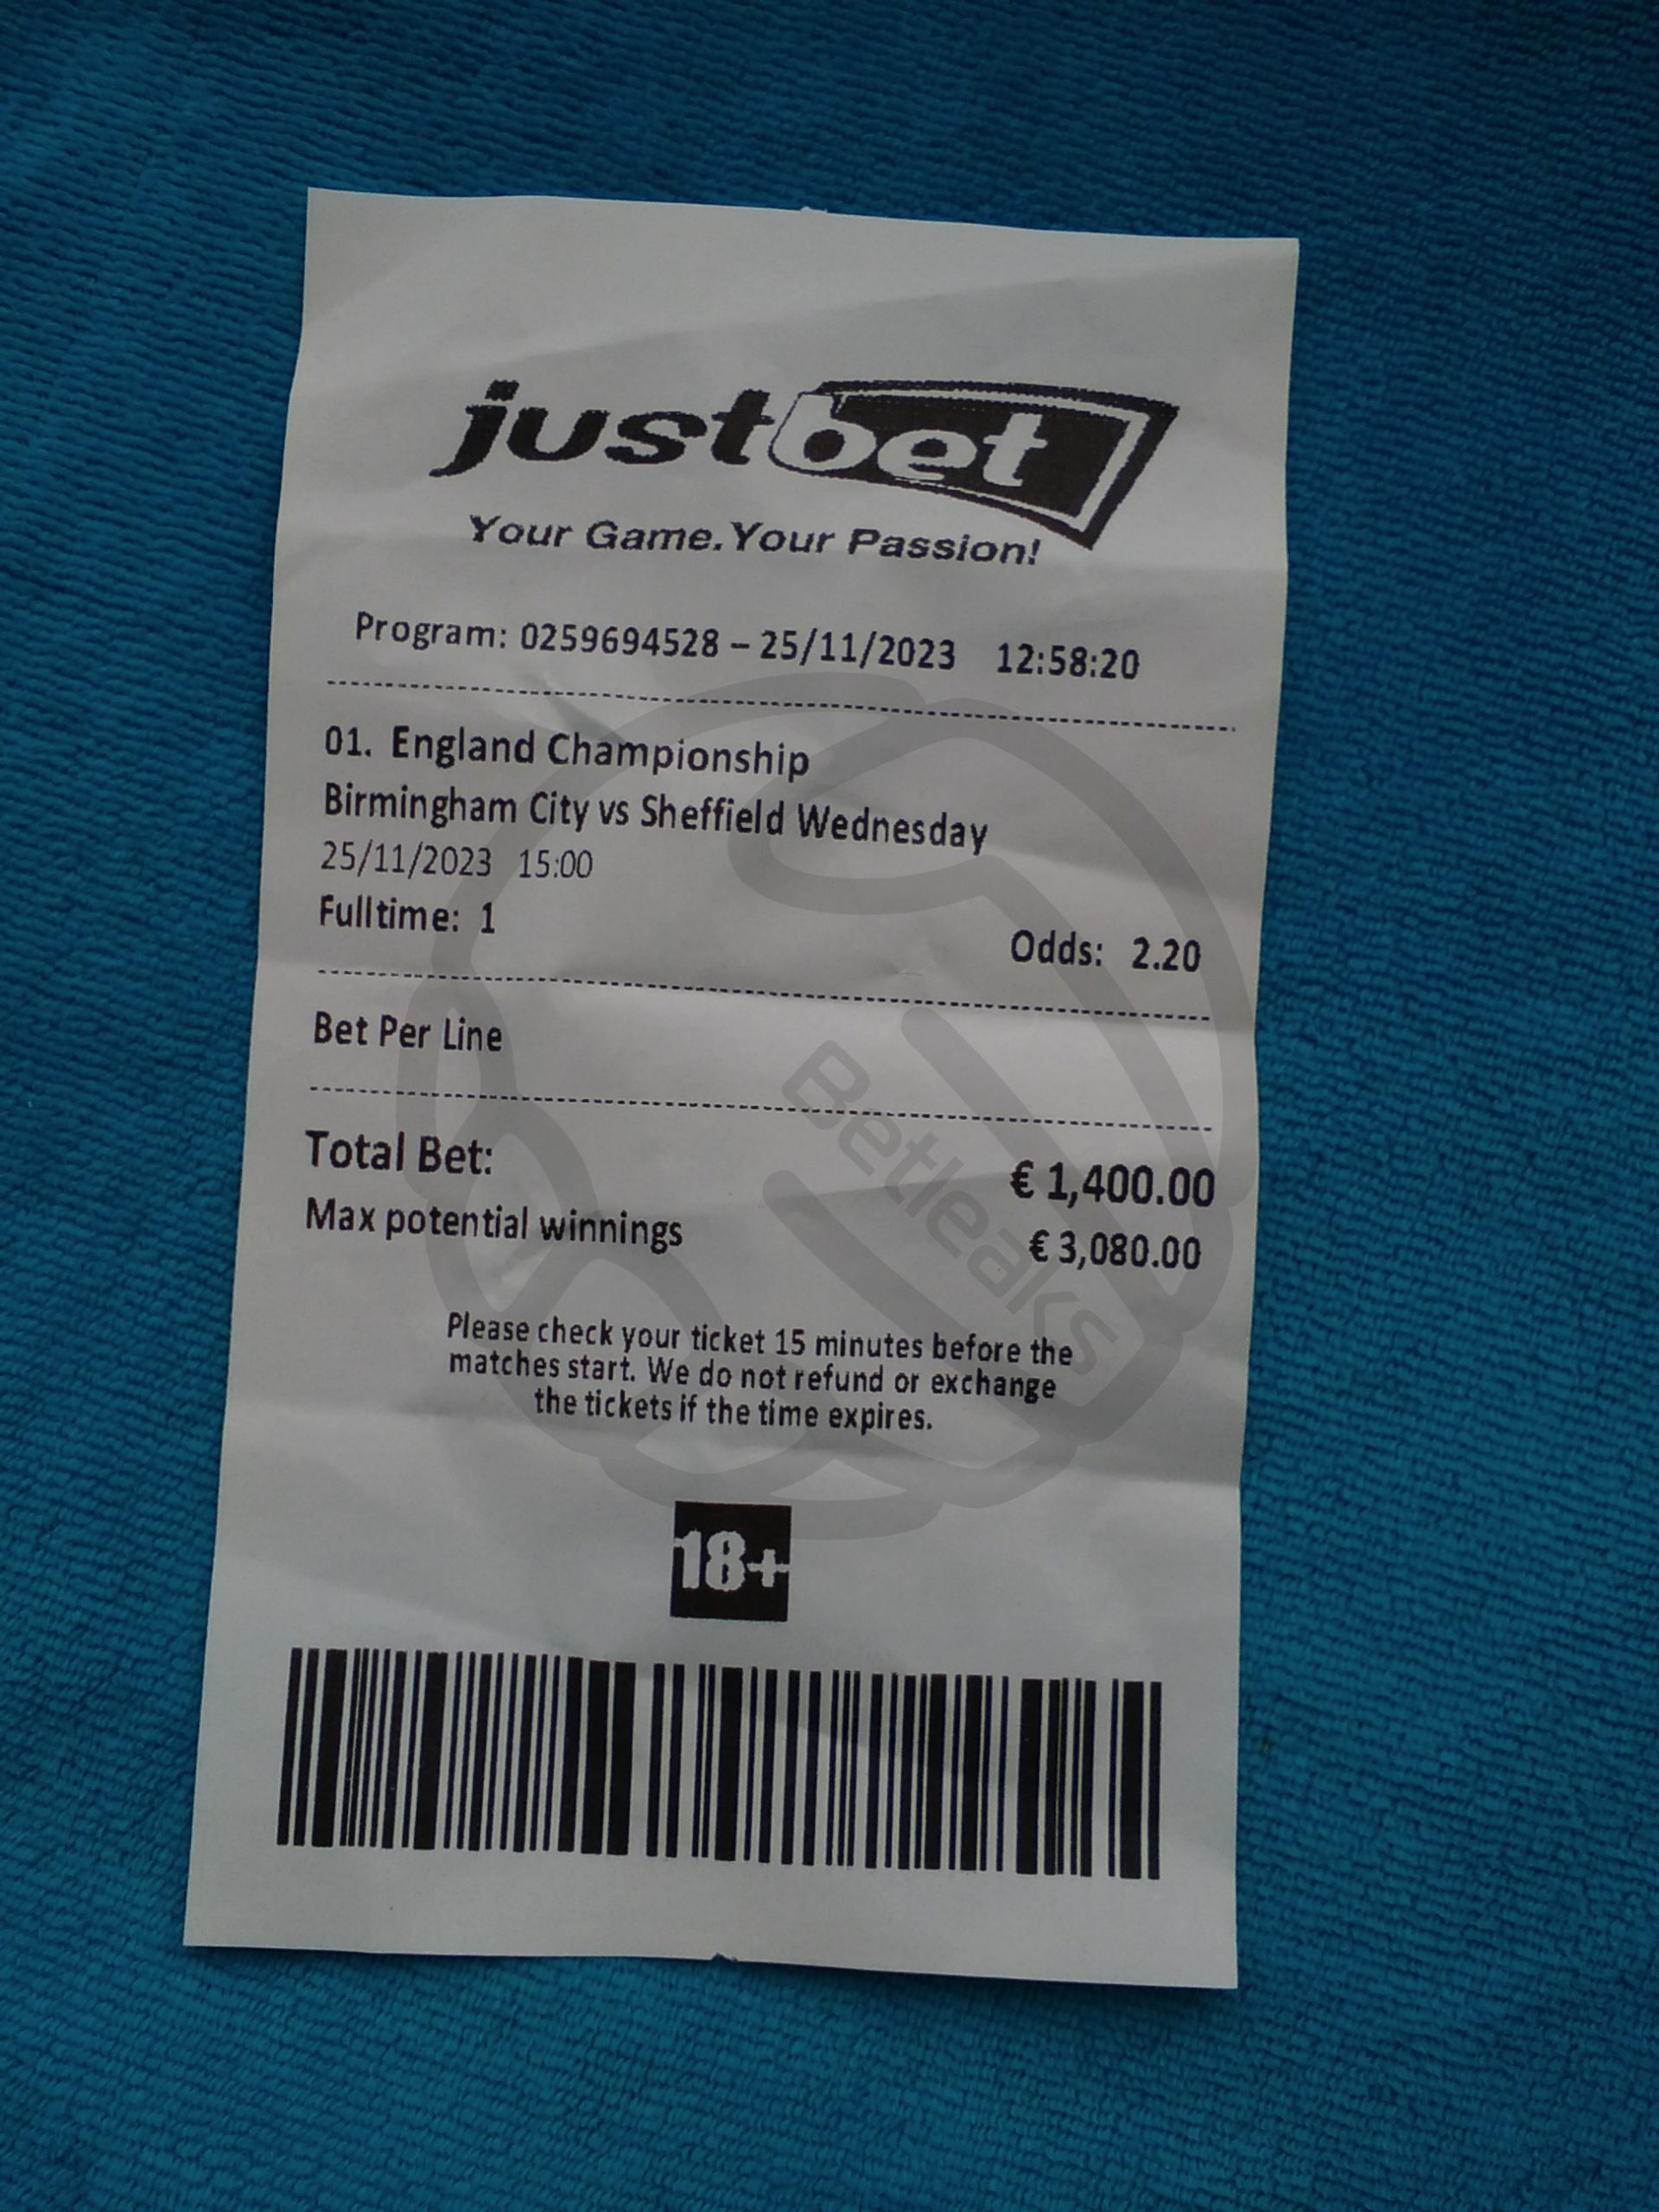 justbet
Your Game. Your Passion!
Program: 0259694528 – 25/11/2023 12:58:20
01. England Championship
Birmingham City vs Sheffield Wednesday
25/11/2023 15:00
Fulltime: 1
Odds: 2.20
Bet Per Line
Total Bet: € 1,400.00
Max potential winnings € 3,080.00
Please check your ticket 15 minutes before the
matches start. We do not refund or exchange
the tickets if the time expires.
18+
Betleaks